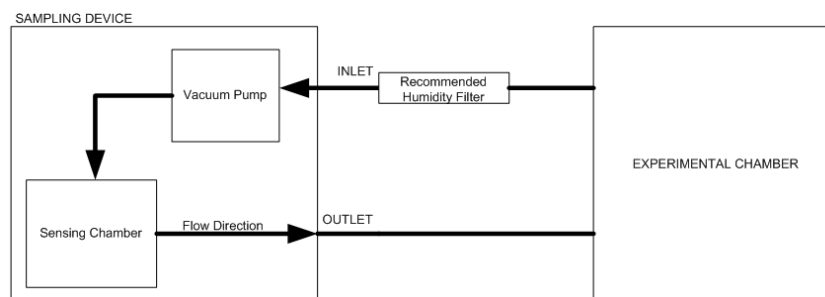 SAMPLING DEVICE
INLET
Recommended
Humidity Filter
Vacuum Pump
EXPERIMENTAL CHAMBER
Sensing Chamber
Flow Direction
OUTLET